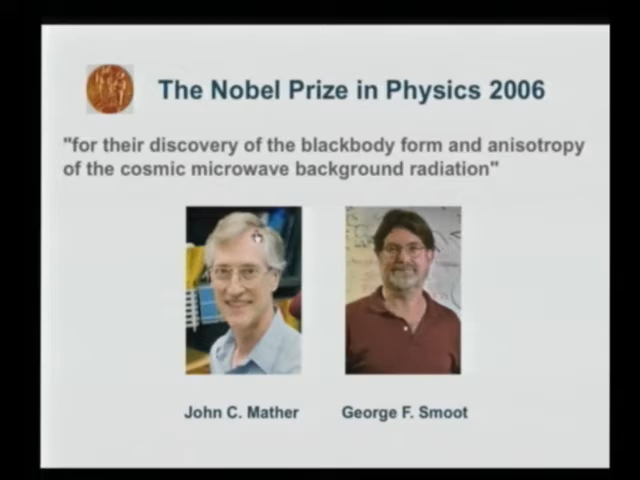 The Nobel Prize in Physics 2006
"for their discovery of the blackbody form and anisotropy
of the cosmic microwave background radiation"
John C. Mather
George F. Smoot